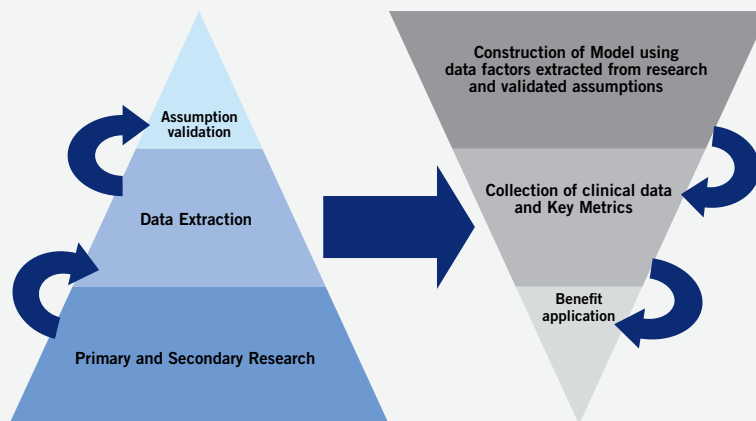 Assumption
validation
Data Extraction
Primary and Secondary Research
Construction of Model using
data factors extracted from research
and validated assumptions
Collection of clinical data
and Key Metrics
Benefit
application